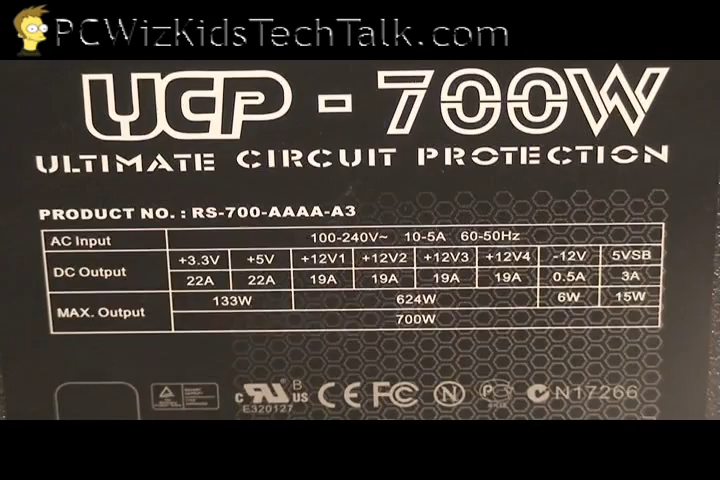 PCWizKidsTechTalk.com
UCP - 700W
ULTIMATE CIRCUIT PROTECTION
PRODUCT NO. : RS-700-AAAA-A3
AC Input 100-240V~ 10-5A 60-50Hz
DC Output +3.3V +5V +12V1 +12V2 +12V3 +12V4 -12V 5VSB
22A 22A 19A 19A 19A 19A 0.5A 3A
MAX. Output 133W 624W 6W 15W
700W
c RU US B CE FC N N17266
E320127